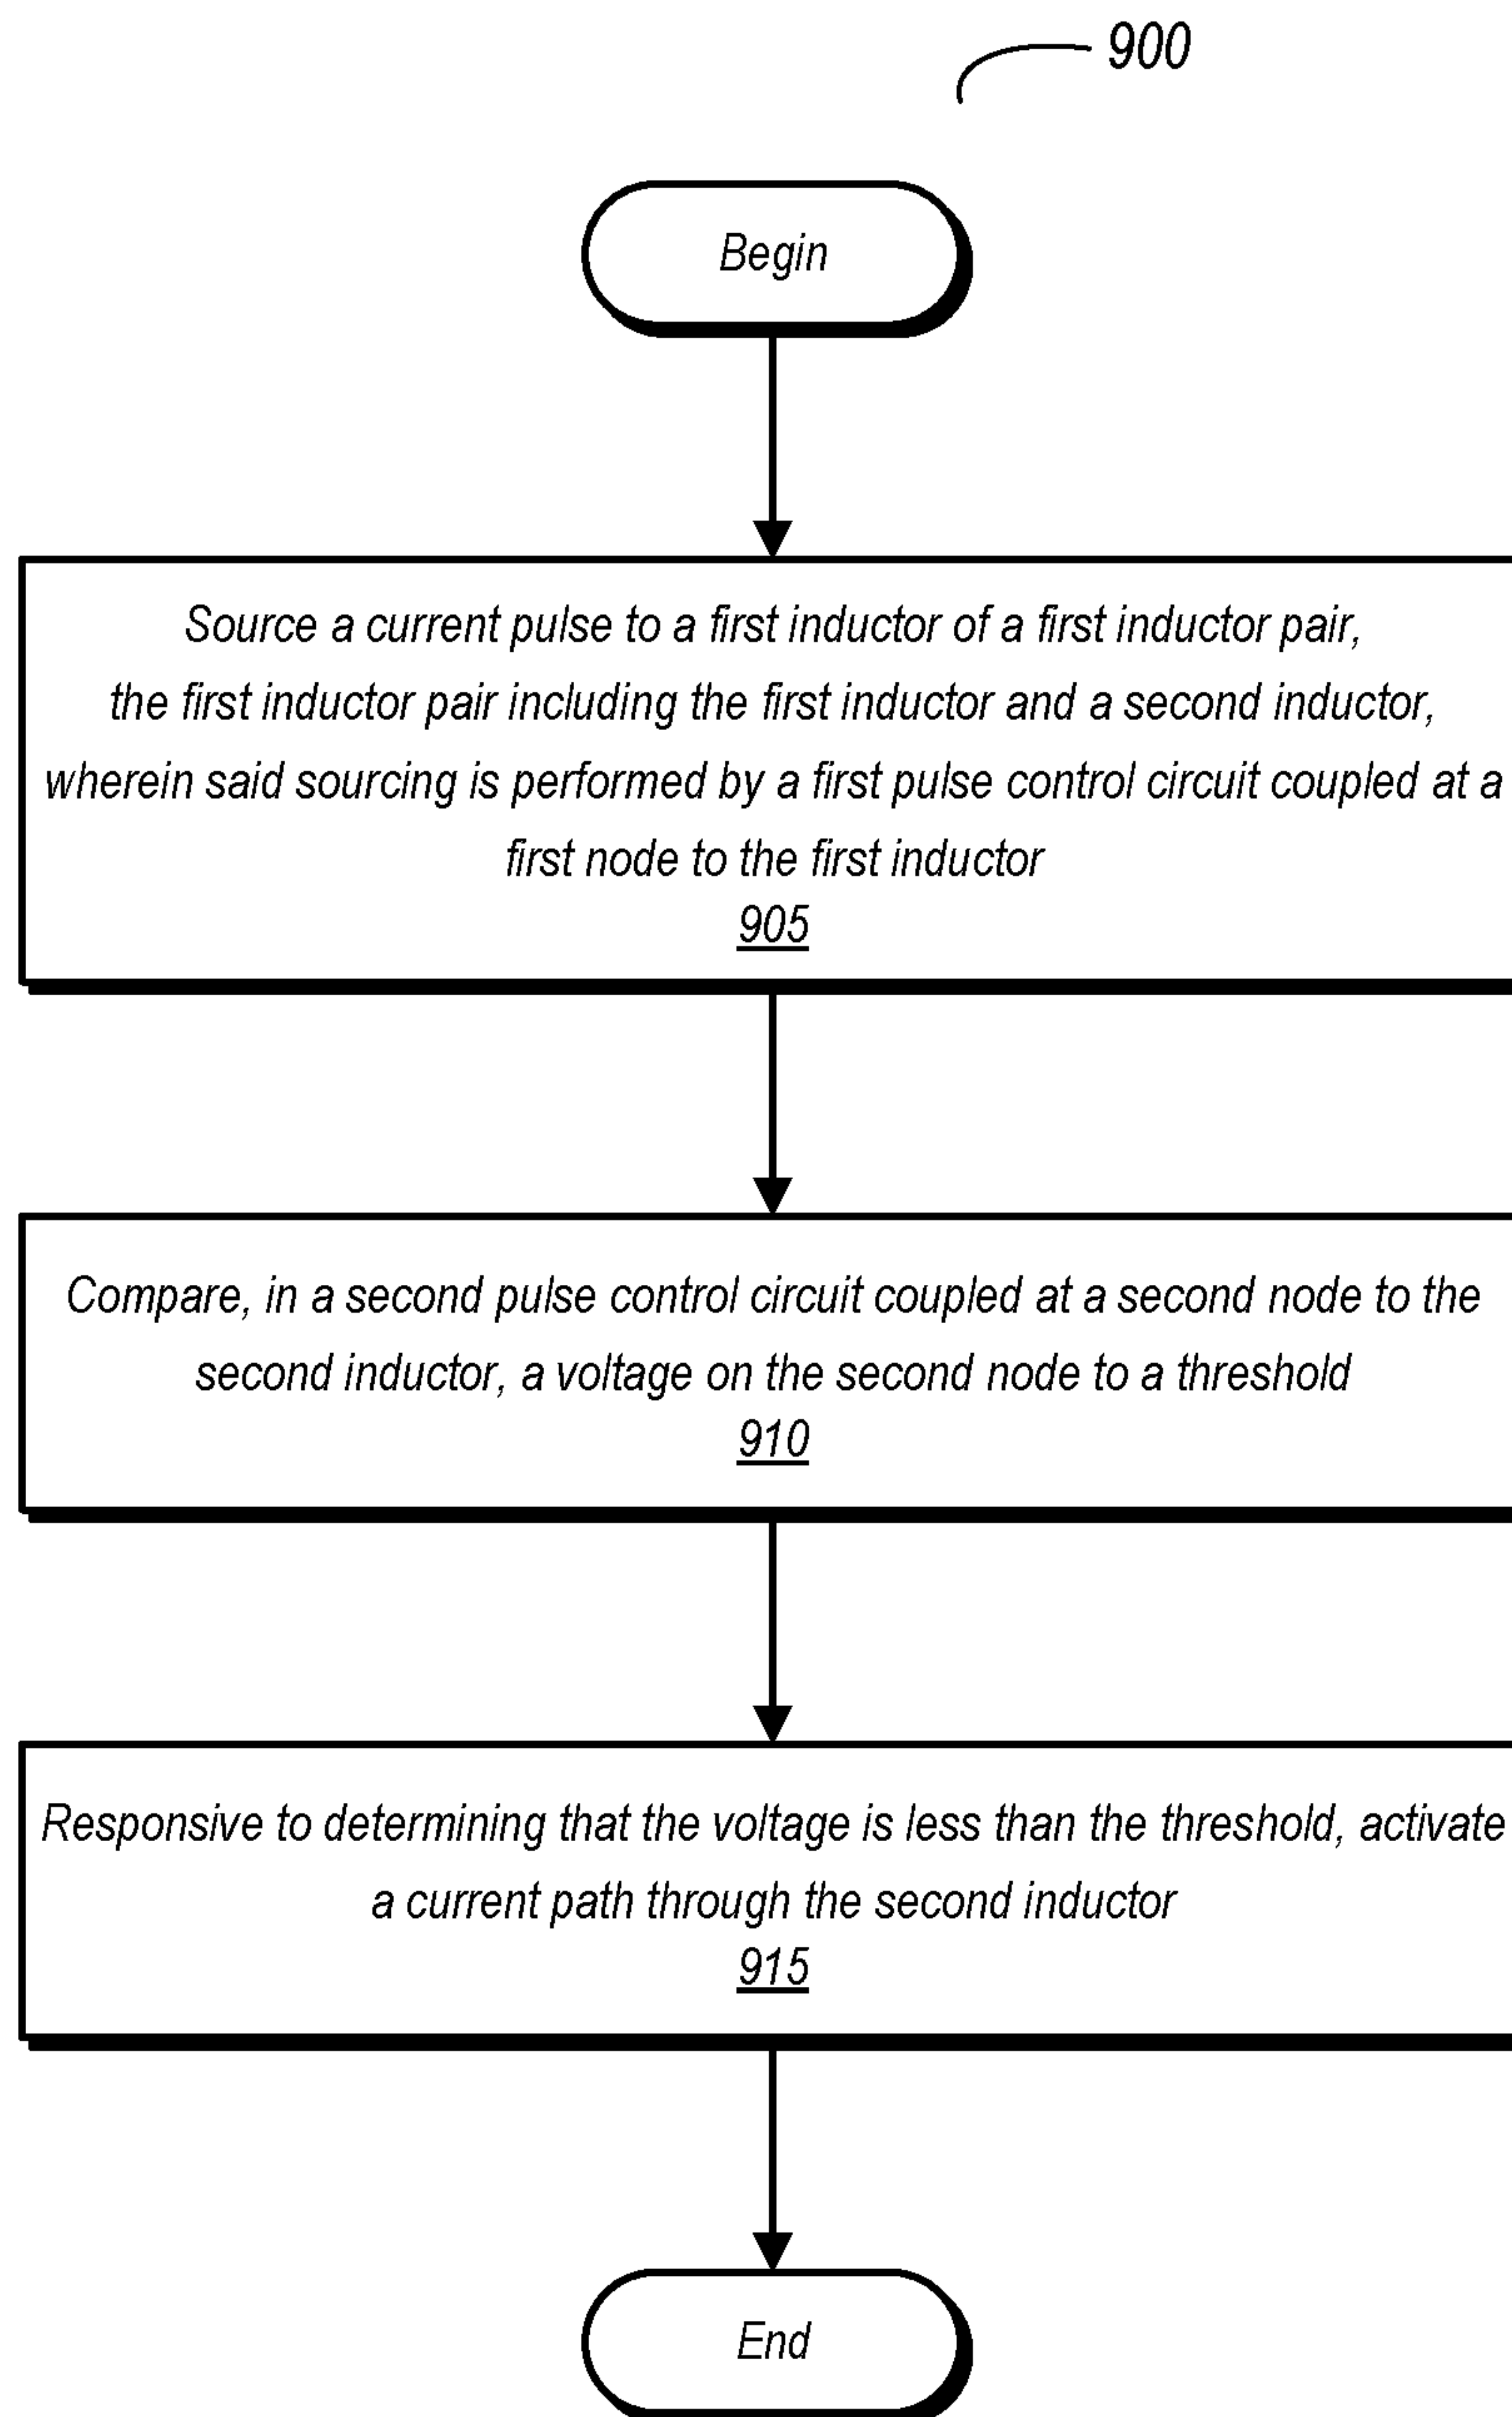 900
Begin
Source a current pulse to a first inductor of a first inductor pair,
the first inductor pair including the first inductor and a second inductor,
wherein said sourcing is performed by a first pulse control circuit coupled at a
first node to the first inductor
905
Compare, in a second pulse control circuit coupled at a second node to the
second inductor, a voltage on the second node to a threshold
910
Responsive to determining that the voltage is less than the threshold, activate
a current path through the second inductor
915
End